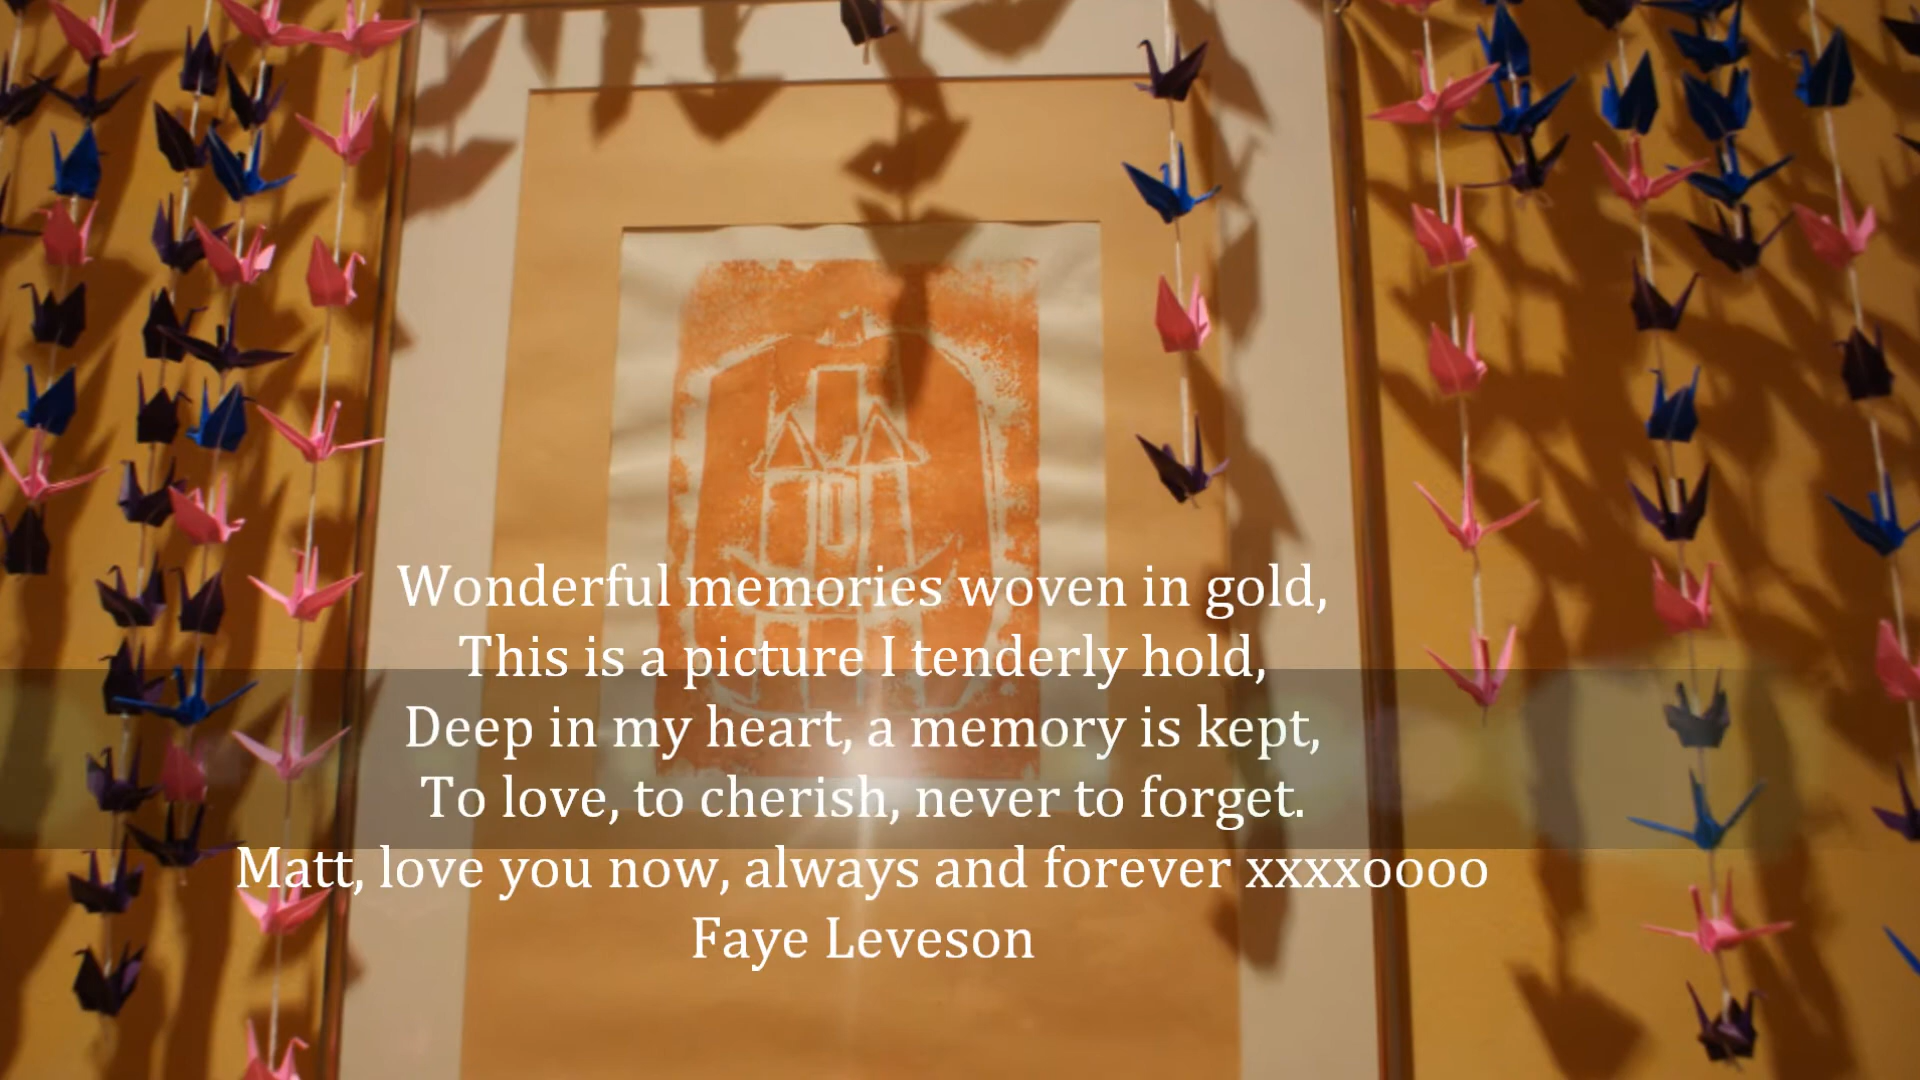 Wonderful memories woven in gold,
This is a picture I tenderly hold,
Deep in my heart, a memory is kept,
To love, to cherish, never to forget.
Matt, love you now, always and forever xxxxoooo
Faye Leveson